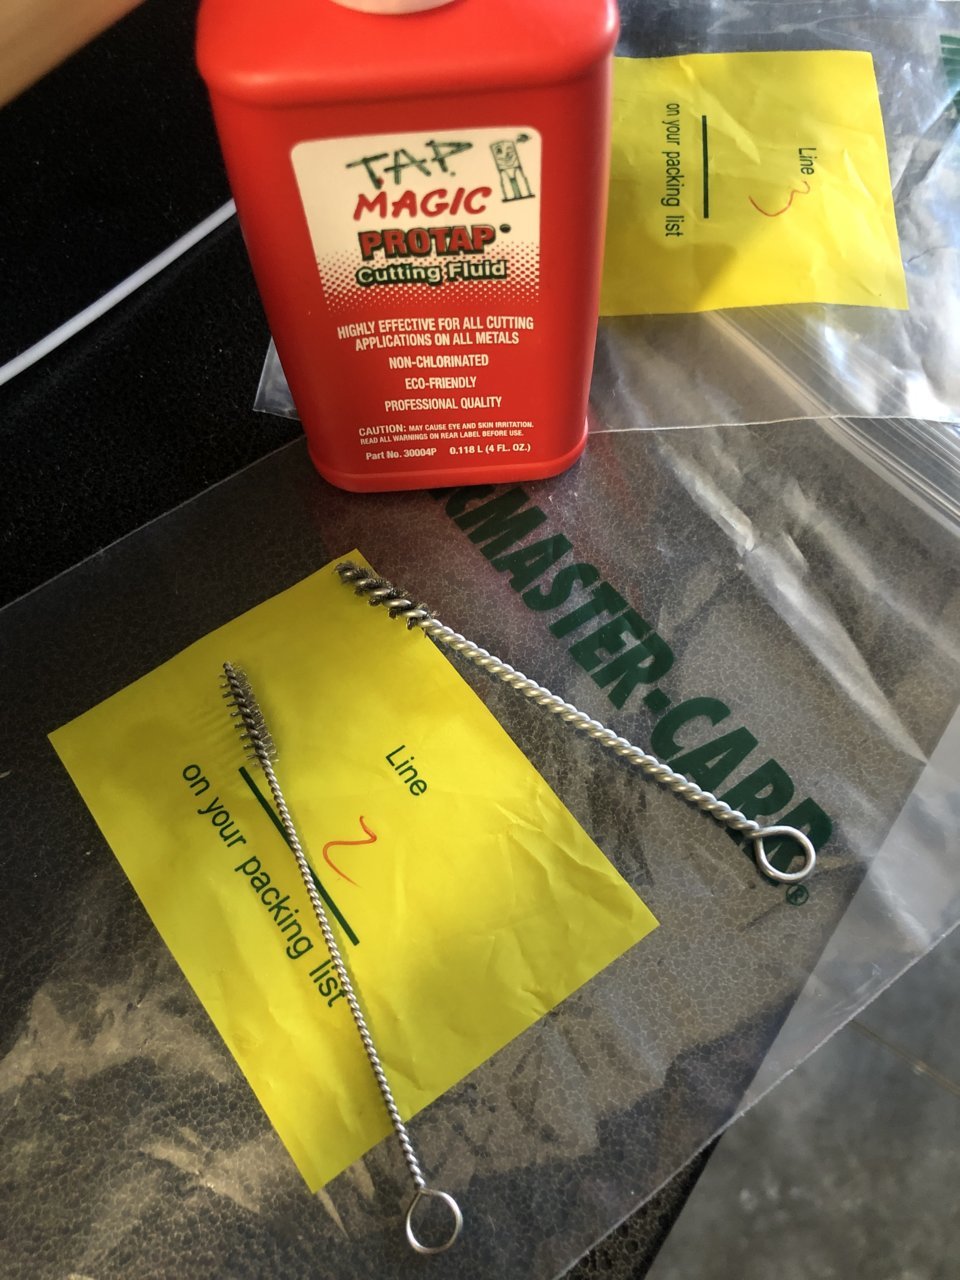 TAP
MAGIC
PROTAP®
Cutting Fluid
HIGHLY EFFECTIVE FOR ALL CUTTING
APPLICATIONS ON ALL METALS
NON-CHLORINATED
ECO-FRIENDLY
PROFESSIONAL QUALITY
CAUTION: MAY CAUSE EYE AND SKIN IRRITATION.
READ ALL WARNINGS ON REAR LABEL BEFORE USE.
Part No. 30004P 0.118 L (4 FL. OZ.)
Line 3
on your packing list
RMASTER-CARR®
Line 2
on your packing list